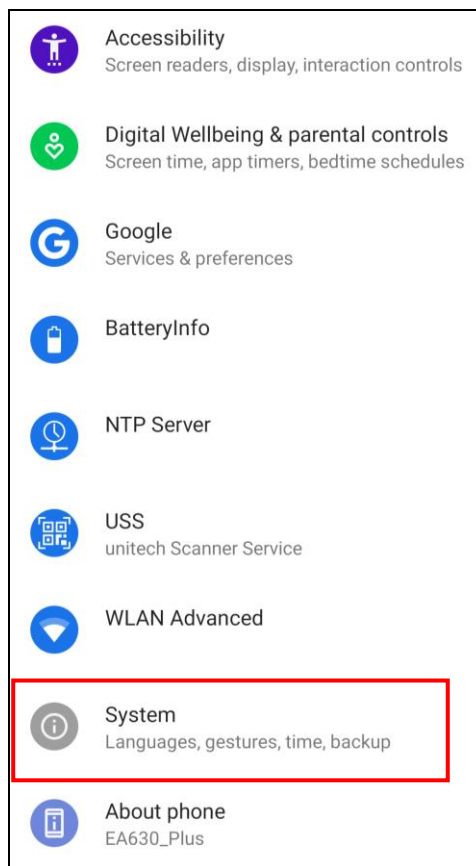 Accessibility
Screen readers, display, interaction controls
Digital Wellbeing & parental controls
Screen time, app timers, bedtime schedules
Google
Services & preferences
BatteryInfo
NTP Server
USS
unitech Scanner Service
WLAN Advanced
System
Languages, gestures, time, backup
About phone
EA630_Plus